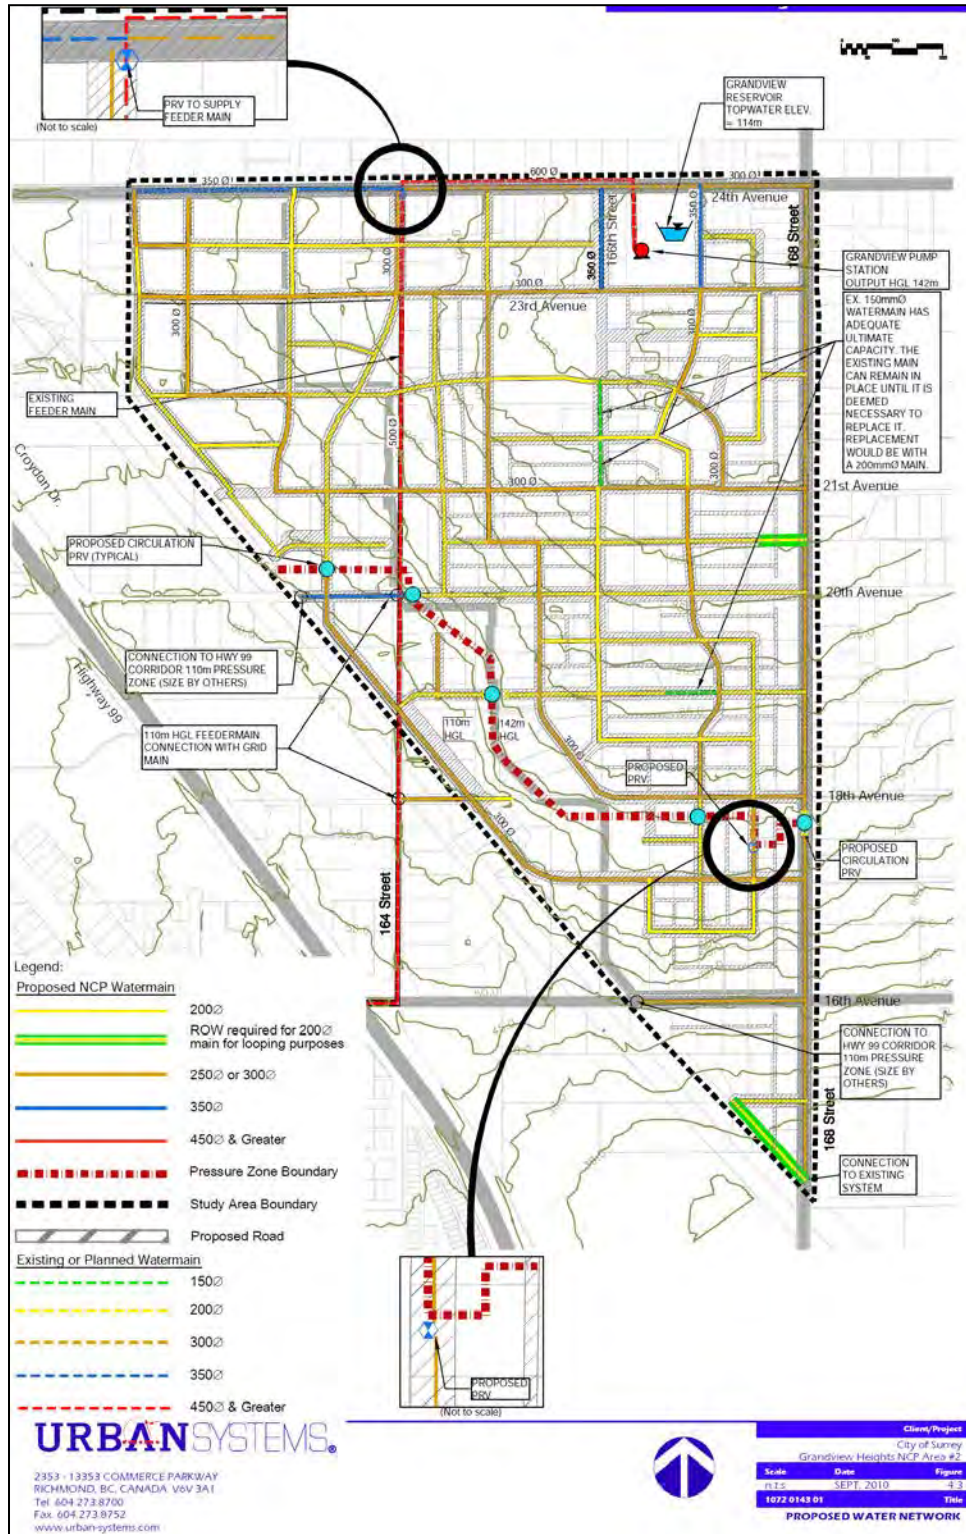 PRV TO SUPPLY
FEEDER MAIN
(Not to scale)
GRANDVIEW
RESERVOIR
TOPWATER ELEV.
= 114m
350 Ø
600 Ø
300 Ø
24th Avenue
166th Street
168 Street
350 Ø
350 Ø
300 Ø
GRANDVIEW PUMP
STATION
OUTPUT HGL 142m
300 Ø
23rd Avenue
300 Ø
300 Ø
EX. 150mmØ
WATERMAIN HAS
ADEQUATE
ULTIMATE
CAPACITY. THE
EXISTING MAIN
CAN REMAIN IN
PLACE UNTIL IT IS
DEEMED
NECESSARY TO
REPLACE IT.
REPLACEMENT
WOULD BE WITH
A 200mmØ MAIN.
EXISTING
FEEDER MAIN
500 Ø
Croydon Dr.
300 Ø
300 Ø
21st Avenue
PROPOSED CIRCULATION
PRV (TYPICAL)
20th Avenue
CONNECTION TO HWY 99
CORRIDOR 110m PRESSURE
ZONE (SIZE BY OTHERS)
Highway 99
110m
HGL
142m
HGL
110m HGL FEEDERMAIN
CONNECTION WITH GRID
MAIN
300 Ø
PROPOSED
PRV
18th Avenue
300 Ø
PROPOSED
CIRCULATION
PRV
164 Street
16th Avenue
CONNECTION TO
HWY 99 CORRIDOR
110m PRESSURE
ZONE (SIZE BY
OTHERS)
168 Street
CONNECTION
TO EXISTING
SYSTEM
Legend:
Proposed NCP Watermain
200Ø
ROW required for 200Ø
main for looping purposes
250Ø or 300Ø
350Ø
450Ø & Greater
Pressure Zone Boundary
Study Area Boundary
Proposed Road
Existing or Planned Watermain
150Ø
200Ø
300Ø
350Ø
450Ø & Greater
PROPOSED
PRV
(Not to scale)
URBANSYSTEMS®
2353 - 13353 COMMERCE PARKWAY
RICHMOND, BC, CANADA V6V 3A1
Tel. 604.273.8700
Fax. 604.273.8752
www.urban-systems.com
Client/Project
City of Surrey
Grandview Heights NCP Area #2
Scale Date Figure
n.t.s SEPT. 2010 4.3
1072 0143 01 Title
PROPOSED WATER NETWORK